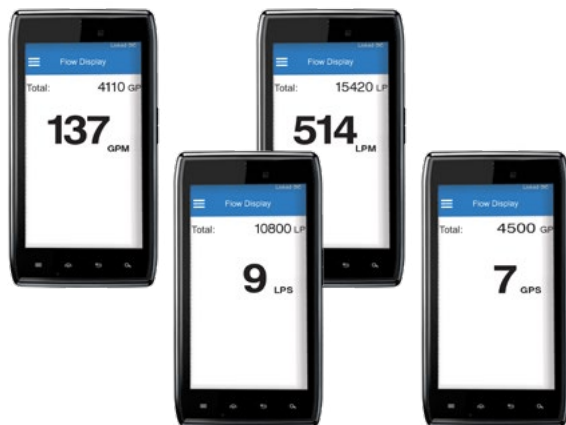 Flow Display
Total: 4110 GP
137 GPM
Flow Display
Total: 15420 LP
514 LPM
Flow Display
Total: 10800 LP
9 LPS
Flow Display
Total: 4500 GP
7 GPS